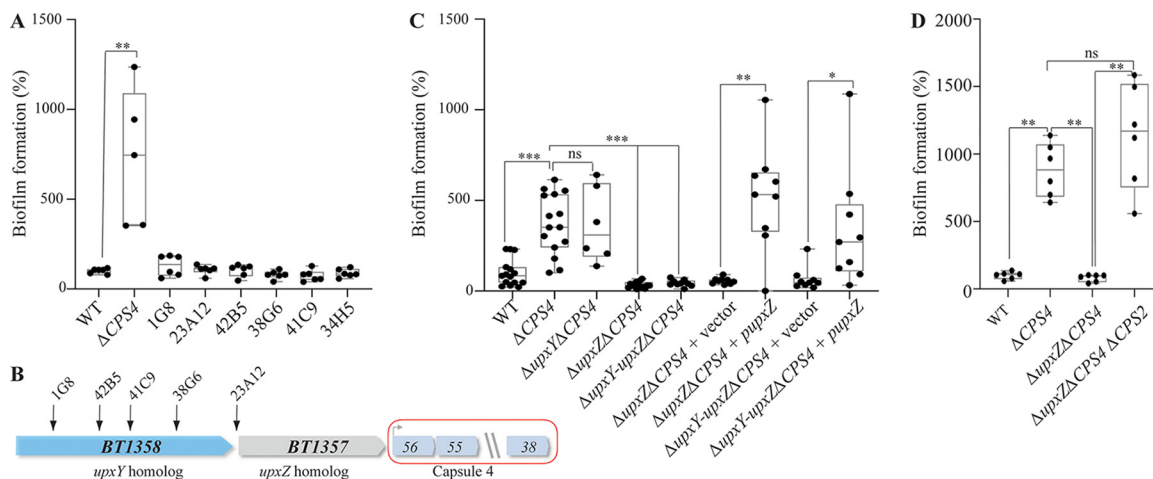 A
Biofilm formation (%)
1500
1000
500
0
**
WT
ΔCPS4
1G8
23A12
42B5
38G6
41C9
34H5
B
1G8
42B5
41C9
38G6
23A12
BT1358
BT1357
56
55
38
upxY homolog
upxZ homolog
Capsule 4
C
Biofilm formation (%)
1500
1000
500
0
***
ns
***
**
*
WT
ΔCPS4
ΔupxYΔCPS4
ΔupxZΔCPS4
ΔupxY-upxZΔCPS4
ΔupxZΔCPS4 + vector
ΔupxZΔCPS4 + pupxZ
ΔupxY-upxZΔCPS4 + vector
ΔupxY-upxZΔCPS4 + pupxZ
D
Biofilm formation (%)
2000
1500
1000
500
0
ns
**
**
**
WT
ΔCPS4
ΔupxZΔCPS4
ΔupxZΔCPS4 ΔCPS2